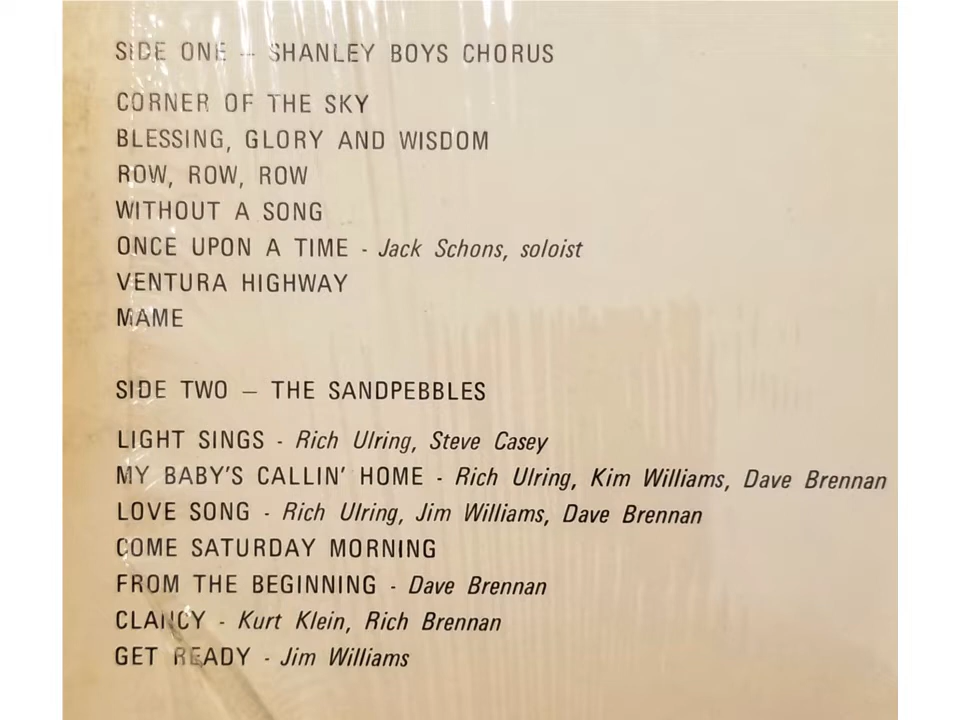 SIDE ONE — SHANLEY BOYS CHORUS
CORNER OF THE SKY
BLESSING, GLORY AND WISDOM
ROW, ROW, ROW
WITHOUT A SONG
ONCE UPON A TIME - Jack Schons, soloist
VENTURA HIGHWAY
MAME
SIDE TWO — THE SANDPEBBLES
LIGHT SINGS - Rich Ulring, Steve Casey
MY BABY'S CALLIN' HOME - Rich Ulring, Kim Williams, Dave Brennan
LOVE SONG - Rich Ulring, Jim Williams, Dave Brennan
COME SATURDAY MORNING
FROM THE BEGINNING - Dave Brennan
CLANCY - Kurt Klein, Rich Brennan
GET READY - Jim Williams